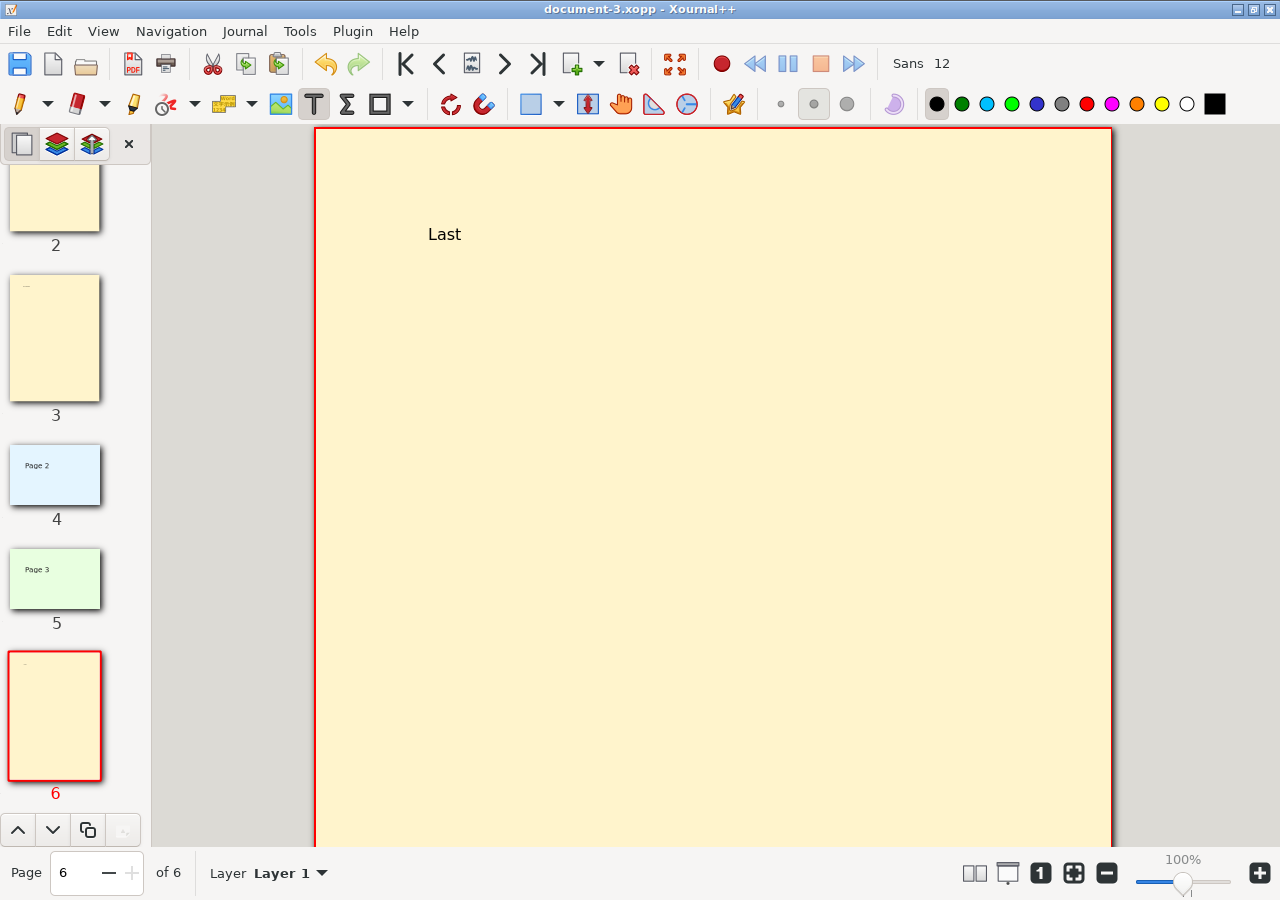 document-3.xopp - Xournal++
File Edit View Navigation Journal Tools Plugin Help
Sans 12
2
3
Page 2
4
Page 3
5
6
Last
Page 6 of 6 Layer Layer 1
100%